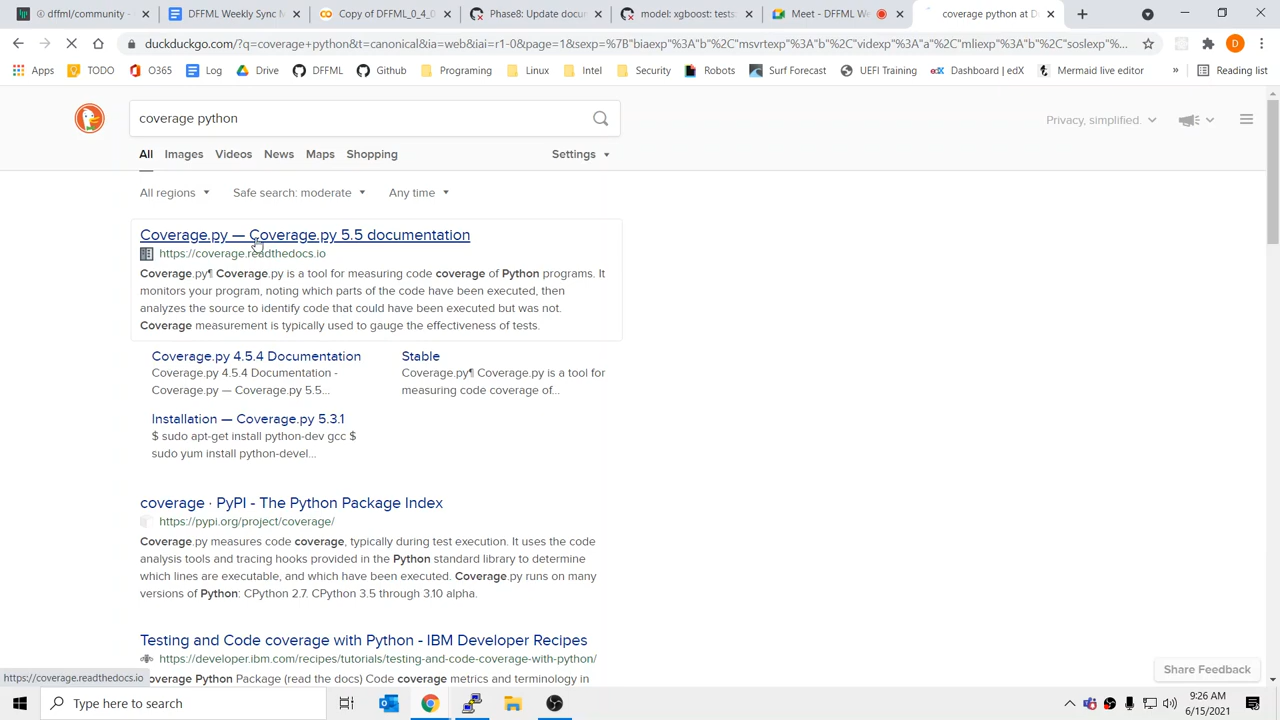 dffml/community -
DFFML Weekly Sync M
Copy of DFFML_0_4_0
Phase8: Update docum
model: xgboost: tests:
Meet - DFFML We
coverage python at D
duckduckgo.com/?q=coverage+python&t=canonical&ia=web&iai=r1-0&page=1&sexp=%7B"biaexp"%3A"b"%2C"msvrtexp"%3A"b"%2C"videxp"%3A"a"%2C"mliexp"%3A"b"%2C"soslexp"...
D
Apps
TODO
O365
Log
Drive
DFFML
Github
Programing
Linux
Intel
Security
Robots
Surf Forecast
UEFI Training
edX
Dashboard | edX
Mermaid live editor
»
Reading list
coverage python
Privacy, simplified.
All
Images
Videos
News
Maps
Shopping
Settings
All regions
Safe search: moderate
Any time
Coverage.py — Coverage.py 5.5 documentation
https://coverage.readthedocs.io
Coverage.py¶ Coverage.py is a tool for measuring code coverage of Python programs. It
monitors your program, noting which parts of the code have been executed, then
analyzes the source to identify code that could have been executed but was not.
Coverage measurement is typically used to gauge the effectiveness of tests.
Coverage.py 4.5.4 Documentation
Coverage.py 4.5.4 Documentation -
Coverage.py — Coverage.py 5.5...
Stable
Coverage.py¶ Coverage.py is a tool for
measuring code coverage of...
Installation — Coverage.py 5.3.1
$ sudo apt-get install python-dev gcc $
sudo yum install python-devel...
coverage · PyPI - The Python Package Index
https://pypi.org/project/coverage/
Coverage.py measures code coverage, typically during test execution. It uses the code
analysis tools and tracing hooks provided in the Python standard library to determine
which lines are executable, and which have been executed. Coverage.py runs on many
versions of Python: CPython 2.7, CPython 3.5 through 3.10 alpha.
Testing and Code coverage with Python - IBM Developer Recipes
https://developer.ibm.com/recipes/tutorials/testing-and-code-coverage-with-python/
overage Python Package (read the docs) Code coverage metrics and terminology in
https://coverage.readthedocs.io
Share Feedback
Type here to search
9:26 AM
6/15/2021